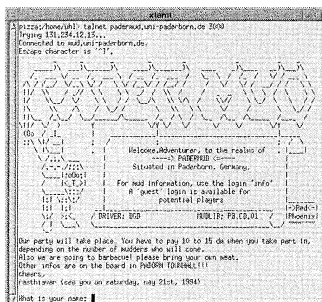 xterm
pizza:/home/uhl> telnet padermud.uni-paderborn.de 3000
Trying 131.234.12.13...
Connected to mud.uni-paderborn.de.
Escape character is '^]'.
Welcome, Adventurer, to the realms of
-----> PADERMUD <-----
Situated in Paderborn, Germany.
For mud information, use the login "info"
A 'guest' login is available for
potential players
DRIVER: DGD MUDLIB: PB.CD.01
Our party will take place. You have to pay 10 to 15 dm when you take part in,
depending on the number of mudders who will come.
Also we are going to barbecue! please bring your own meat.
Other infos are on the board in
cheers,
rasthiaver (see you on saturday, may 21st, 1994)
What is your name: